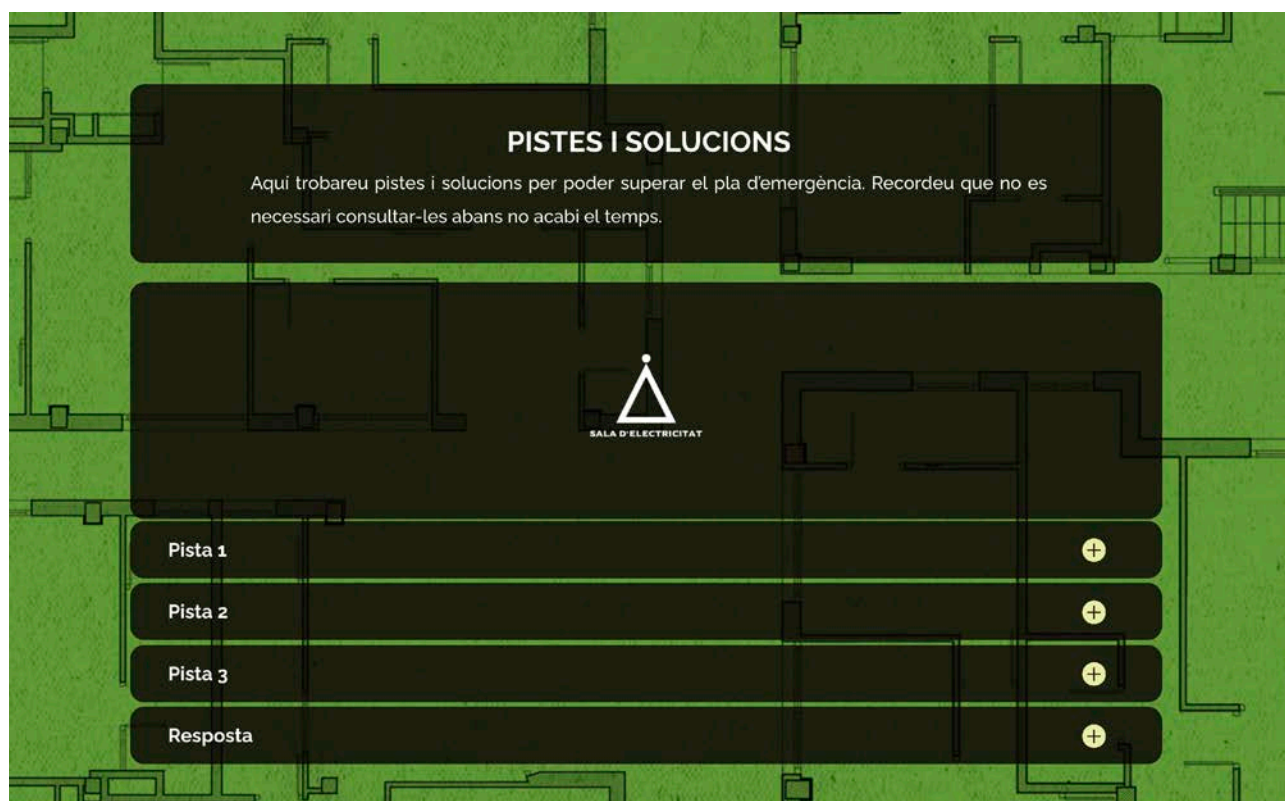 PISTES I SOLUCIONS
Aquí trobareu pistes i solucions per poder superar el pla d'emergència. Recordeu que no es
necessari consultar-les abans no acabi el temps.
SALA D'ELECTRICITAT
Pista 1
Pista 2
Pista 3
Resposta